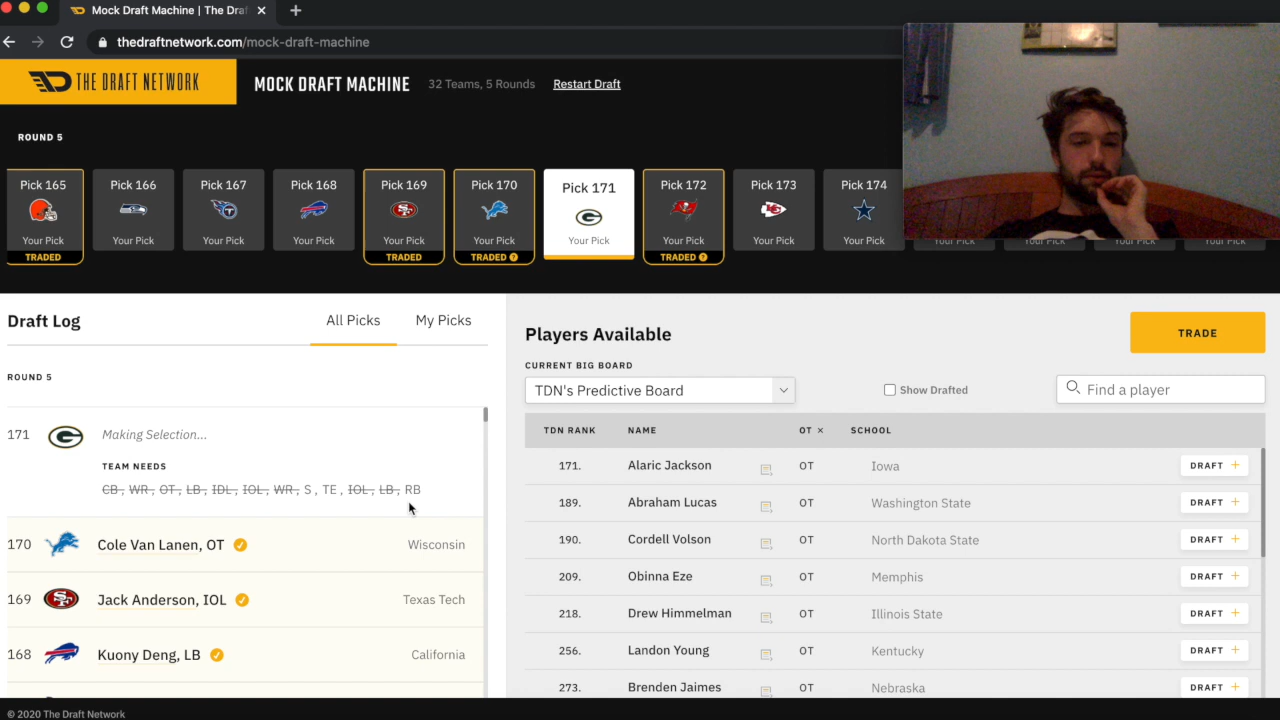 Mock Draft Machine | The Dra
thedraftnetwork.com/mock-draft-machine
THE DRAFT NETWORK
MOCK DRAFT MACHINE
32 Teams, 5 Rounds
Restart Draft
ROUND 5
Pick 165
Your Pick
TRADED
Pick 166
Your Pick
Pick 167
Your Pick
Pick 168
Your Pick
Pick 169
Your Pick
TRADED
Pick 170
Your Pick
TRADED ?
Pick 171
Your Pick
Pick 172
Your Pick
TRADED ?
Pick 173
Your Pick
Pick 174
Your Pick
Your Pick
Your Pick
Your Pick
Your Pick
Draft Log
All Picks
My Picks
ROUND 5
171
Making Selection...
TEAM NEEDS
CB, WR, OT, LB, IDL, IOL, WR, S, TE, IOL, LB, RB
170 Cole Van Lanen, OT Wisconsin
169 Jack Anderson, IOL Texas Tech
168 Kuony Deng, LB California
Players Available
TRADE
CURRENT BIG BOARD
TDN's Predictive Board
Show Drafted
Find a player
TDN RANK NAME OT × SCHOOL
171. Alaric Jackson OT Iowa DRAFT +
189. Abraham Lucas OT Washington State DRAFT +
190. Cordell Volson OT North Dakota State DRAFT +
209. Obinna Eze OT Memphis DRAFT +
218. Drew Himmelman OT Illinois State DRAFT +
256. Landon Young OT Kentucky DRAFT +
273. Brenden Jaimes OT Nebraska DRAFT +
© 2020 The Draft Network